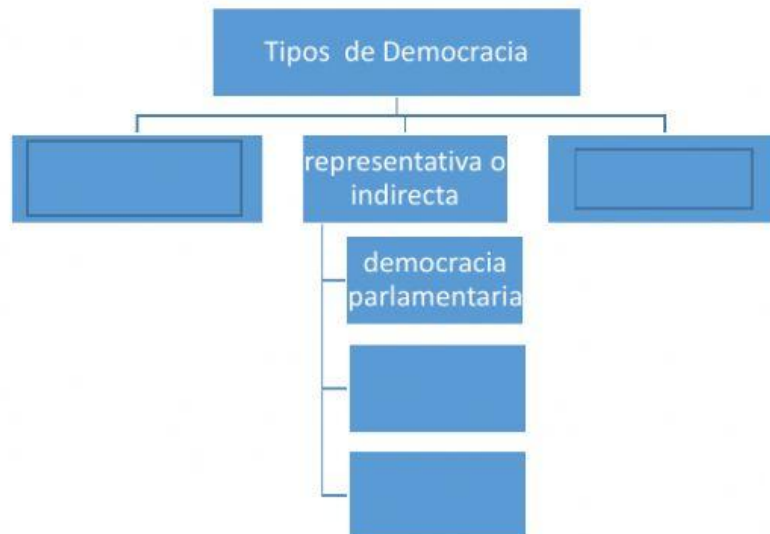 Tipos de Democracia
representativa o
indirecta
democracia
parlamentaria